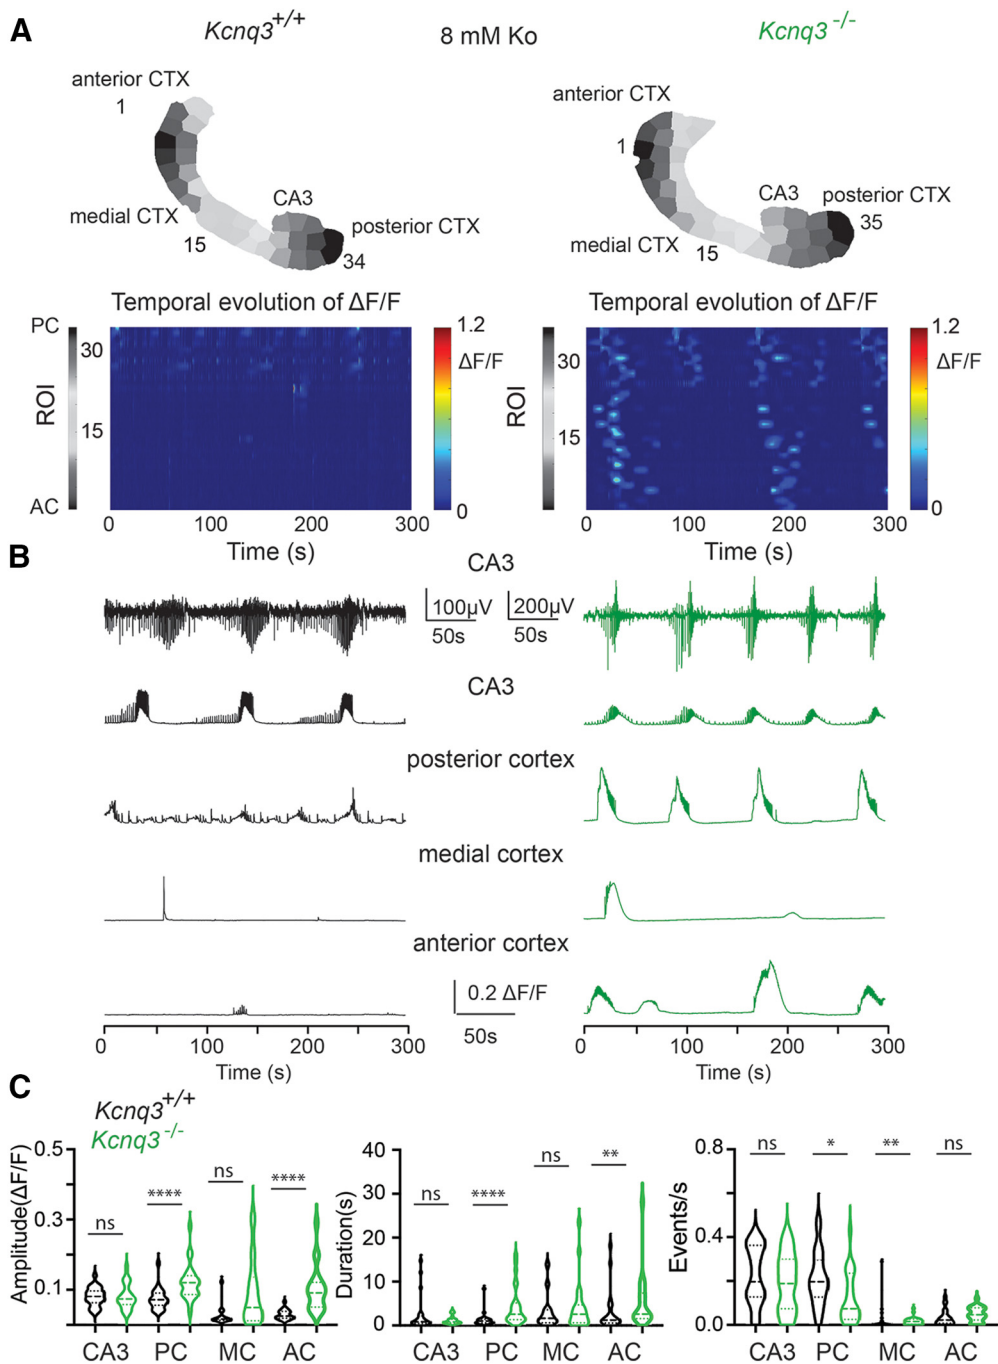 A
Kcnq3+/+ 8 mM Ko Kcnq3-/-
anterior CTX
1
CA3
medial CTX
posterior CTX
15
34
anterior CTX
1
CA3
posterior CTX
35
medial CTX
15
Temporal evolution of ΔF/F
PC
30
ROI
15
AC
1.2
ΔF/F
0
0 100 200 300
Time (s)
Temporal evolution of ΔF/F
30
ROI
15
1.2
ΔF/F
0
0 100 200 300
Time (s)
B
CA3
100µV 200µV
50s 50s
CA3
posterior cortex
medial cortex
anterior cortex
0.2 ΔF/F
50s
0 100 200 300
Time (s)
0 100 200 300
Time (s)
C
Kcnq3+/+
Kcnq3-/-
Amplitude(ΔF/F)
0.5
0.3
0.1
ns **** ns ****
CA3 PC MC AC
Duration(s)
40
30
20
10
0
ns **** ns **
CA3 PC MC AC
Events/s
0.8
0.4
0.0
ns * ** ns
CA3 PC MC AC